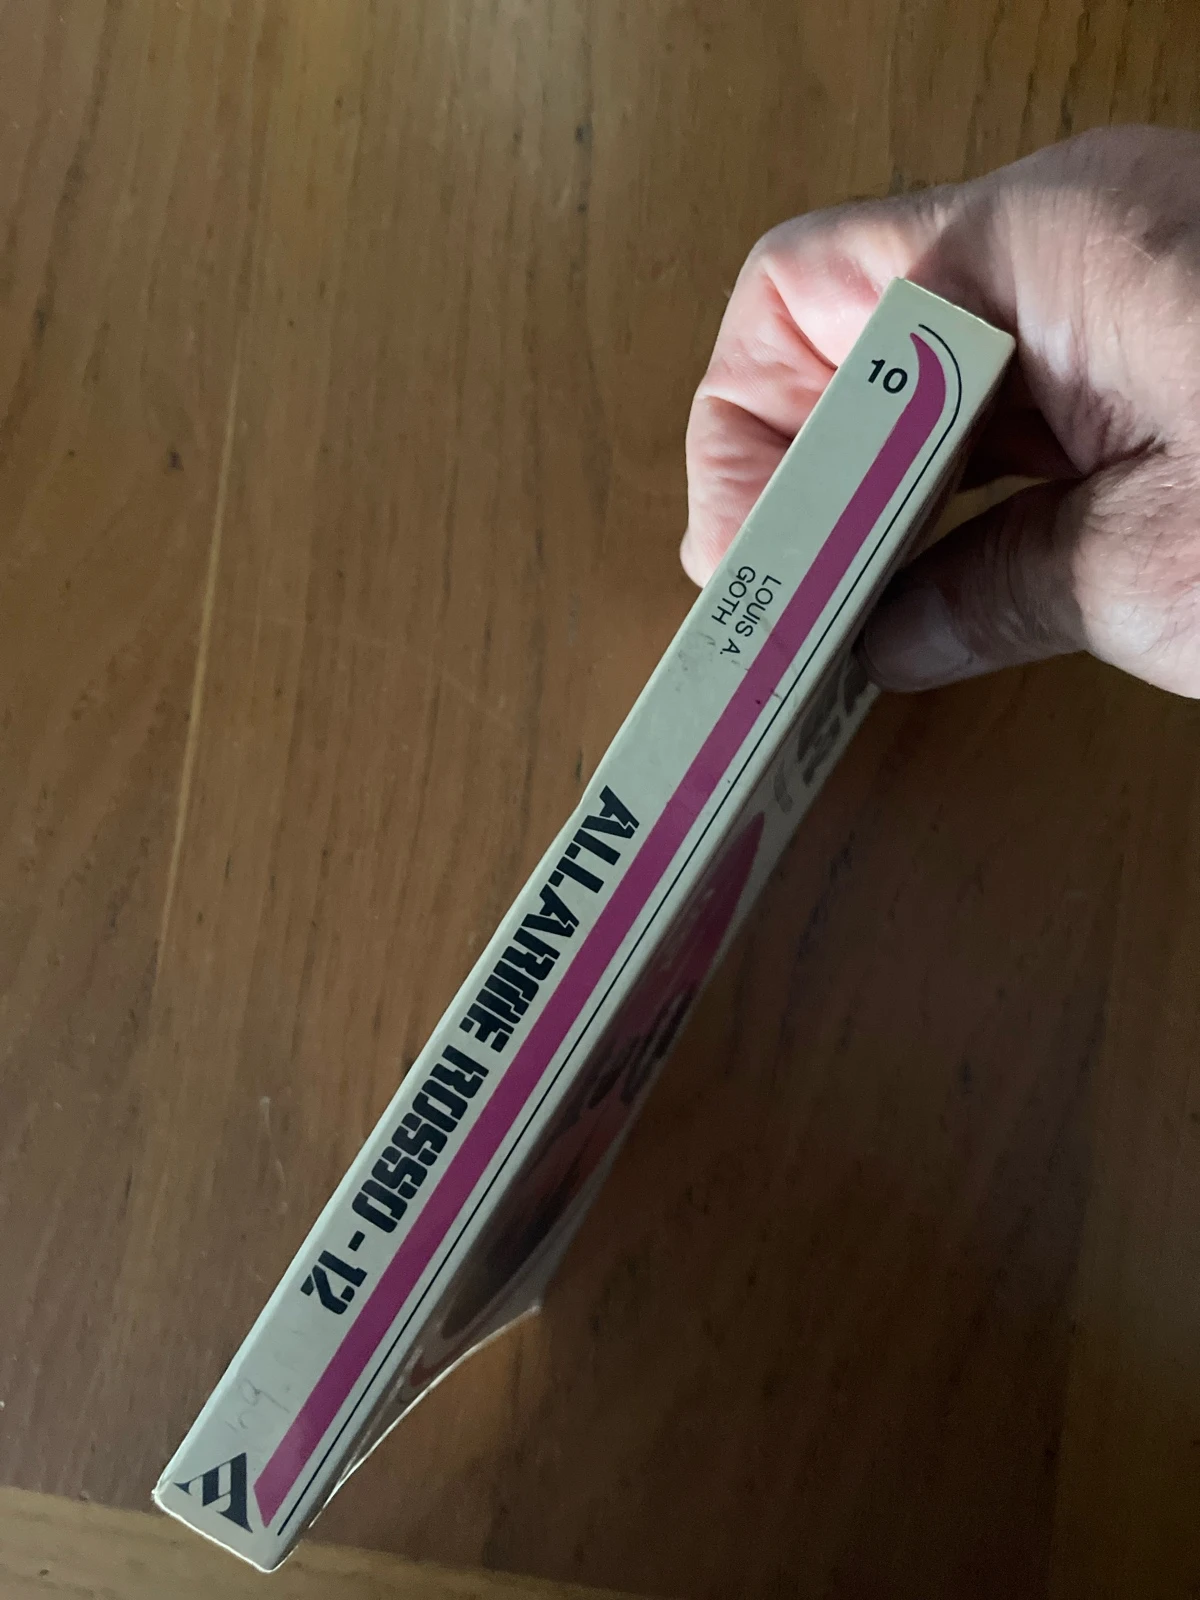 10
LOUIS A.
GOTH
ALLARME ROSSO - 12